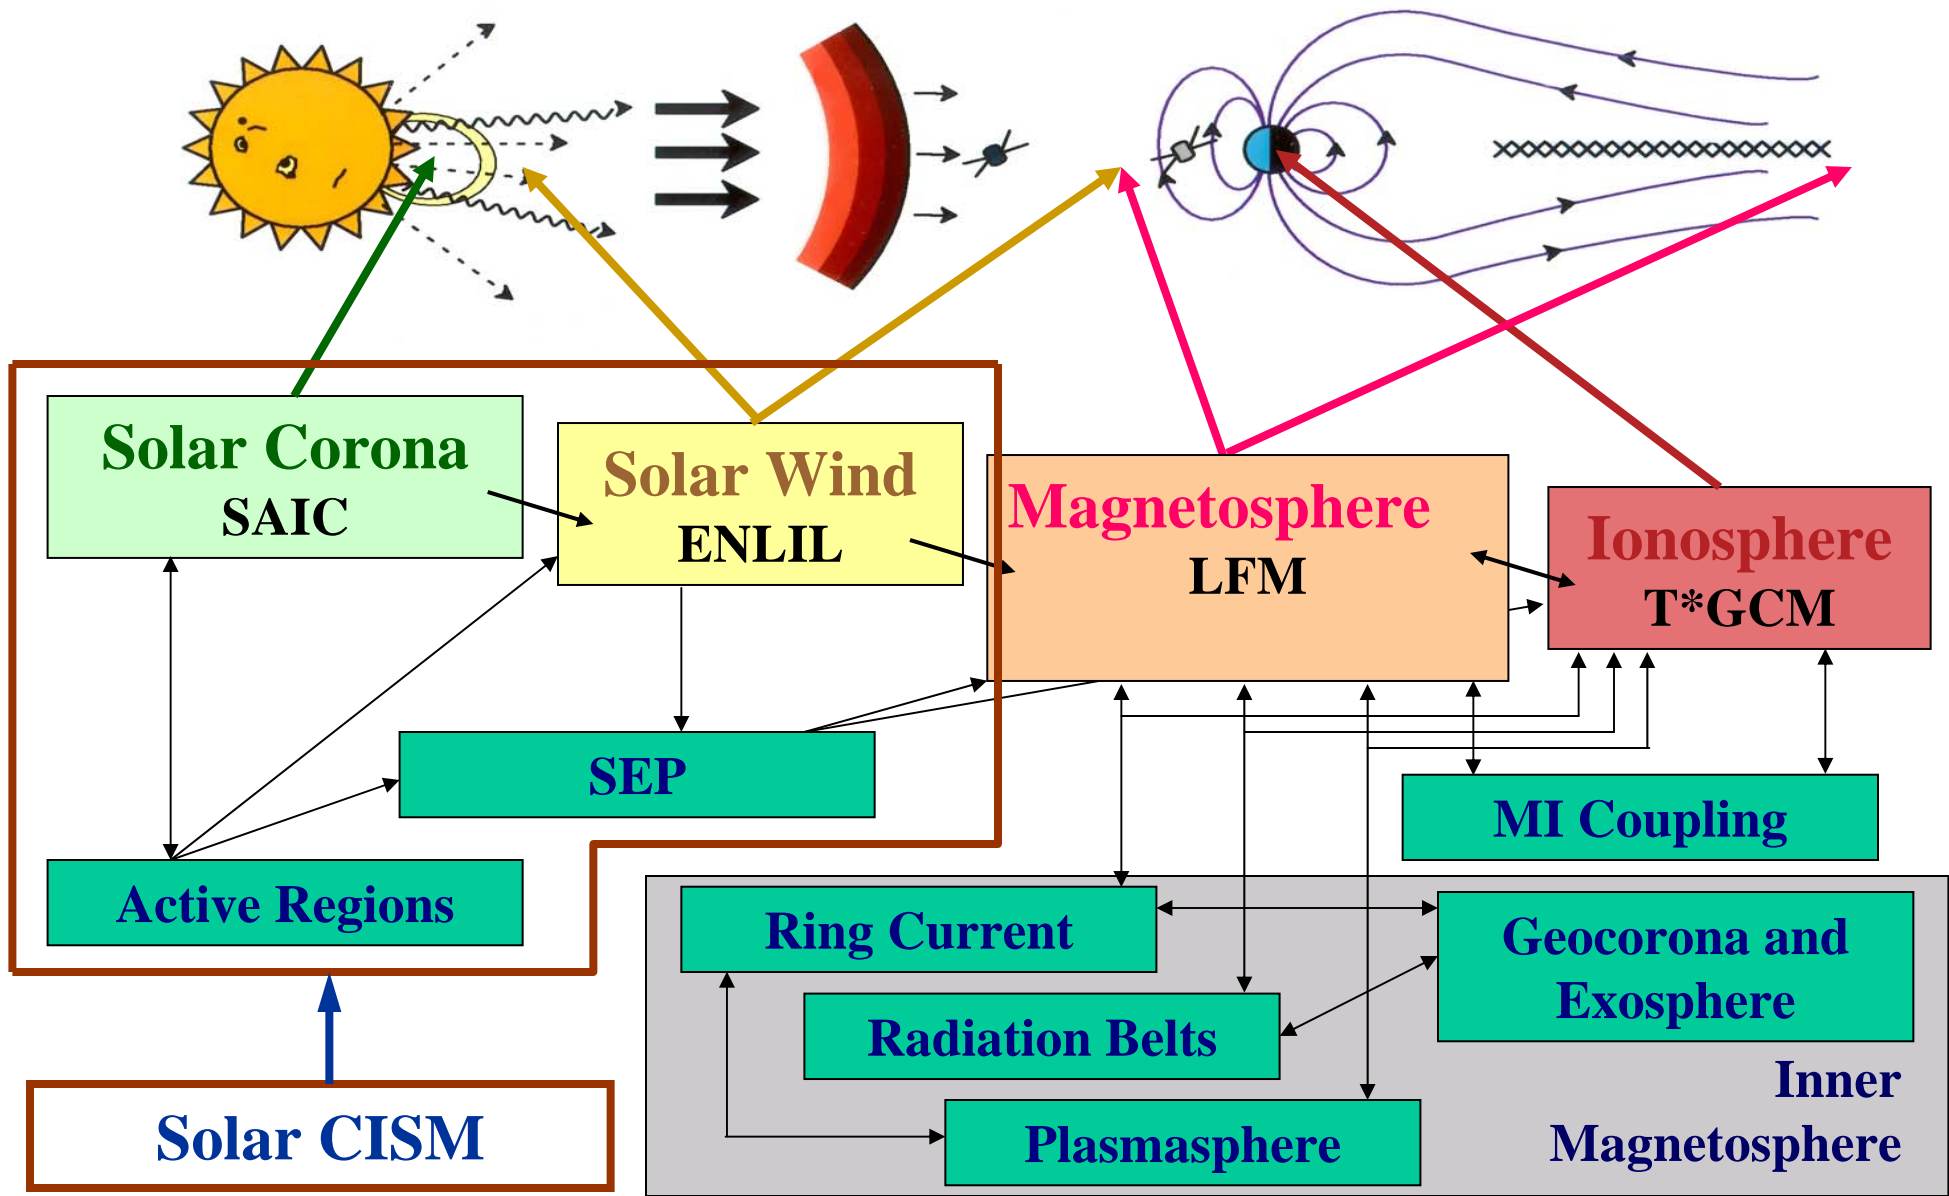 Solar Corona
SAIC
Solar Wind
ENLIL
Magnetosphere
LFM
Ionosphere
T*GCM
SEP
MI Coupling
Active Regions
Ring Current
Geocorona and
Exosphere
Radiation Belts
Inner
Magnetosphere
Plasmasphere
Solar CISM